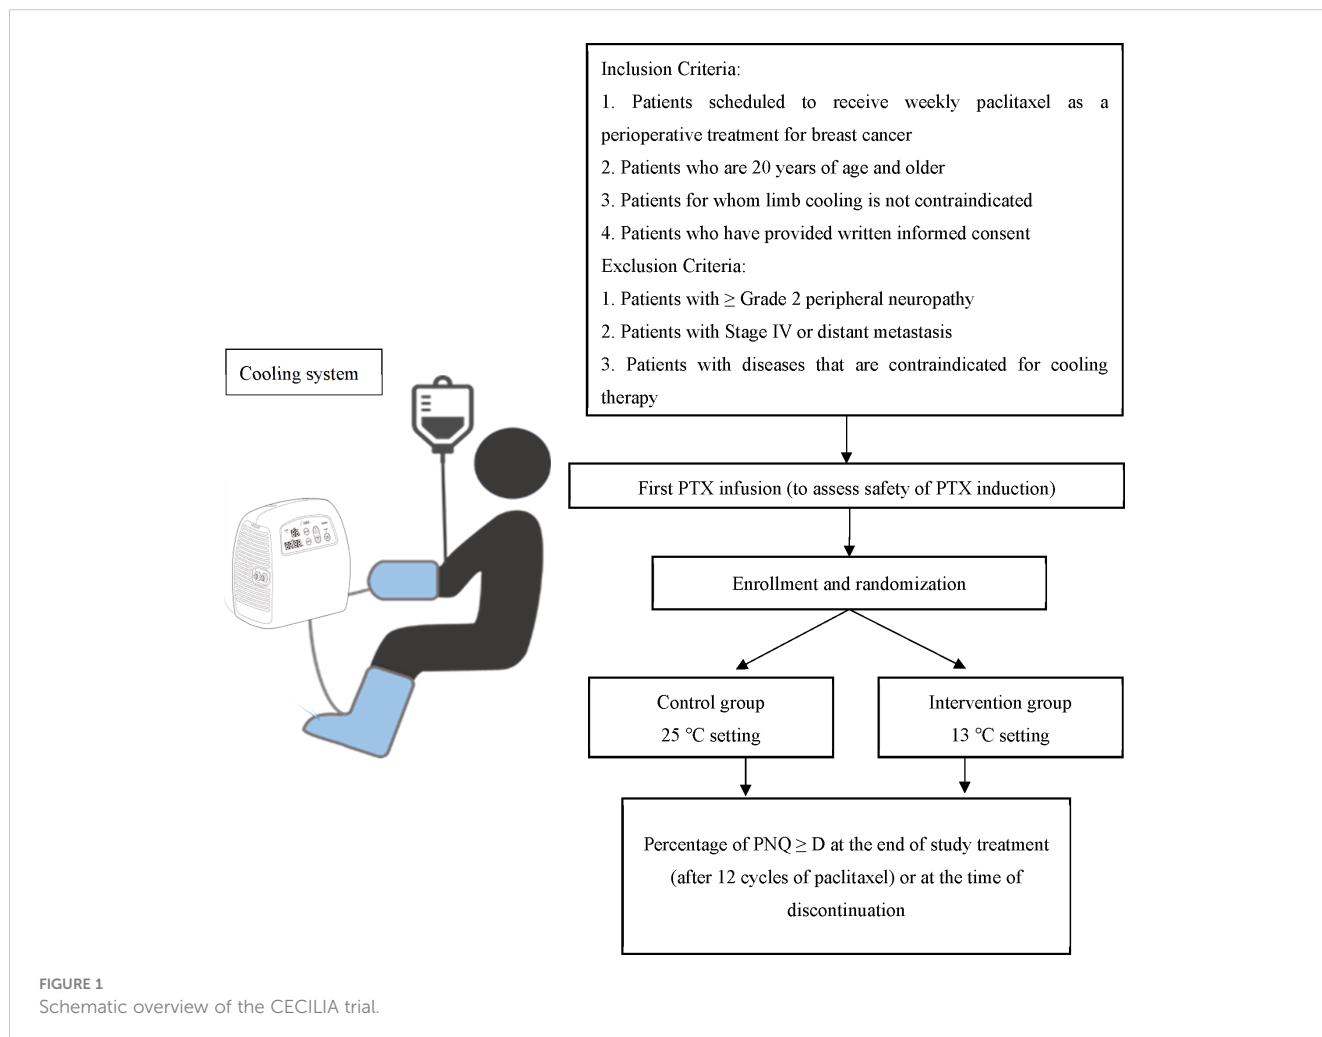 Inclusion Criteria:
1. Patients scheduled to receive weekly paclitaxel as a
perioperative treatment for breast cancer
2. Patients who are 20 years of age and older
3. Patients for whom limb cooling is not contraindicated
4. Patients who have provided written informed consent
Exclusion Criteria:
1. Patients with ≥ Grade 2 peripheral neuropathy
2. Patients with Stage IV or distant metastasis
3. Patients with diseases that are contraindicated for cooling
therapy
Cooling system
First PTX infusion (to assess safety of PTX induction)
Enrollment and randomization
Control group
25 ℃ setting
Intervention group
13 ℃ setting
Percentage of PNQ ≥ D at the end of study treatment
(after 12 cycles of paclitaxel) or at the time of
discontinuation
FIGURE 1
Schematic overview of the CECILIA trial.